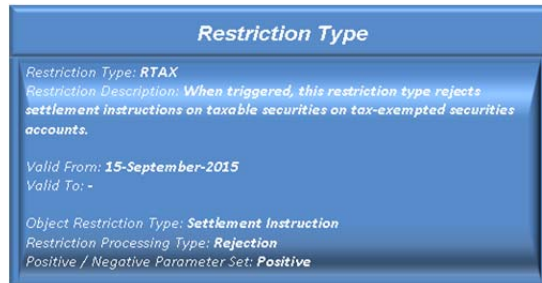 Restriction Type
Restriction Type: RTAX
Restriction Description: When triggered, this restriction type rejects
settlement instructions on taxable securities on tax-exempted securities
accounts.
Valid From: 15-September-2015
Valid To: -
Object Restriction Type: Settlement Instruction
Restriction Processing Type: Rejection
Positive / Negative Parameter Set: Positive